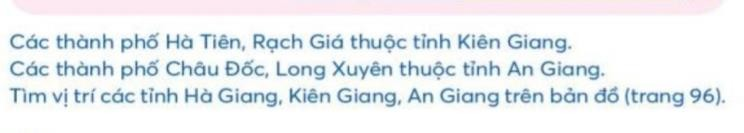 Các thành phố Hà Tiên, Rạch Giá thuộc tỉnh Kiên Giang.
Các thành phố Châu Đốc, Long Xuyên thuộc tỉnh An Giang.
Tìm vị trí các tỉnh Hà Giang, Kiên Giang, An Giang trên bản đồ (trang 96).